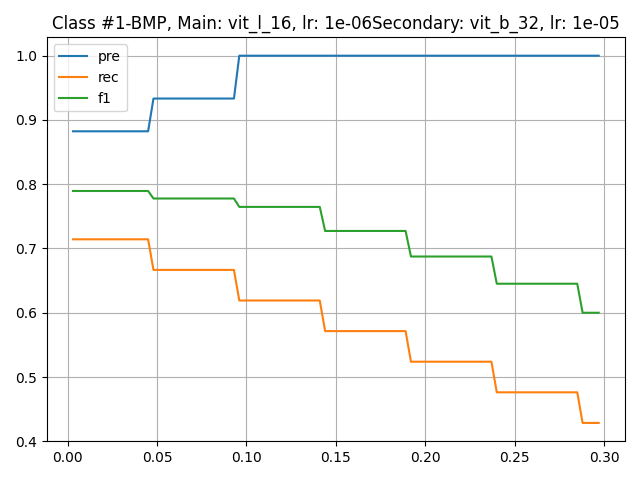 Class #1-BMP, Main: vit_l_16, lr: 1e-06Secondary: vit_b_32, lr: 1e-05
pre
rec
f1
1.0
0.9
0.8
0.7
0.6
0.5
0.4
0.00 0.05 0.10 0.15 0.20 0.25 0.30